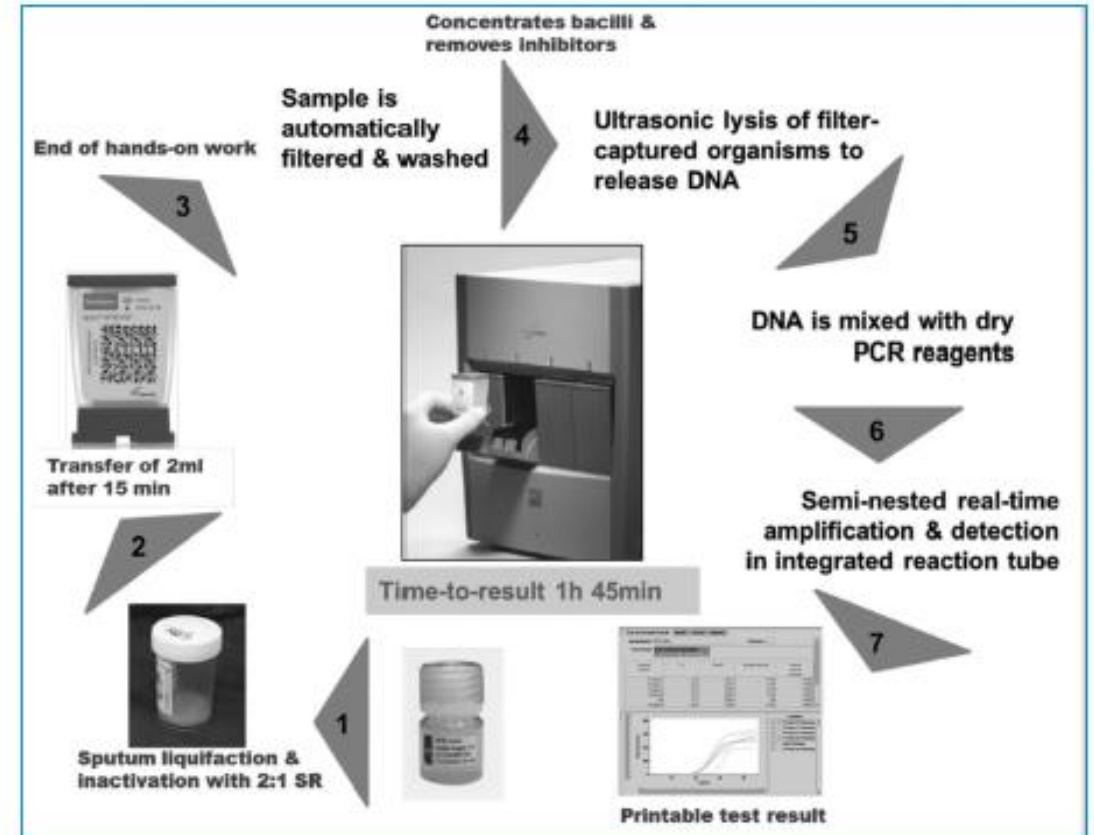 Concentrates bacilli &
removes inhibitors
Sample is
automatically
filtered & washed
4
Ultrasonic lysis of filter-
captured organisms to
release DNA
End of hands-on work
3
5
DNA is mixed with dry
PCR reagents
6
Transfer of 2ml
after 15 min
2
Semi-nested real-time
amplification & detection
in integrated reaction tube
Time-to-result 1h 45min
7
1
Sputum liquifaction &
inactivation with 2:1 SR
Printable test result